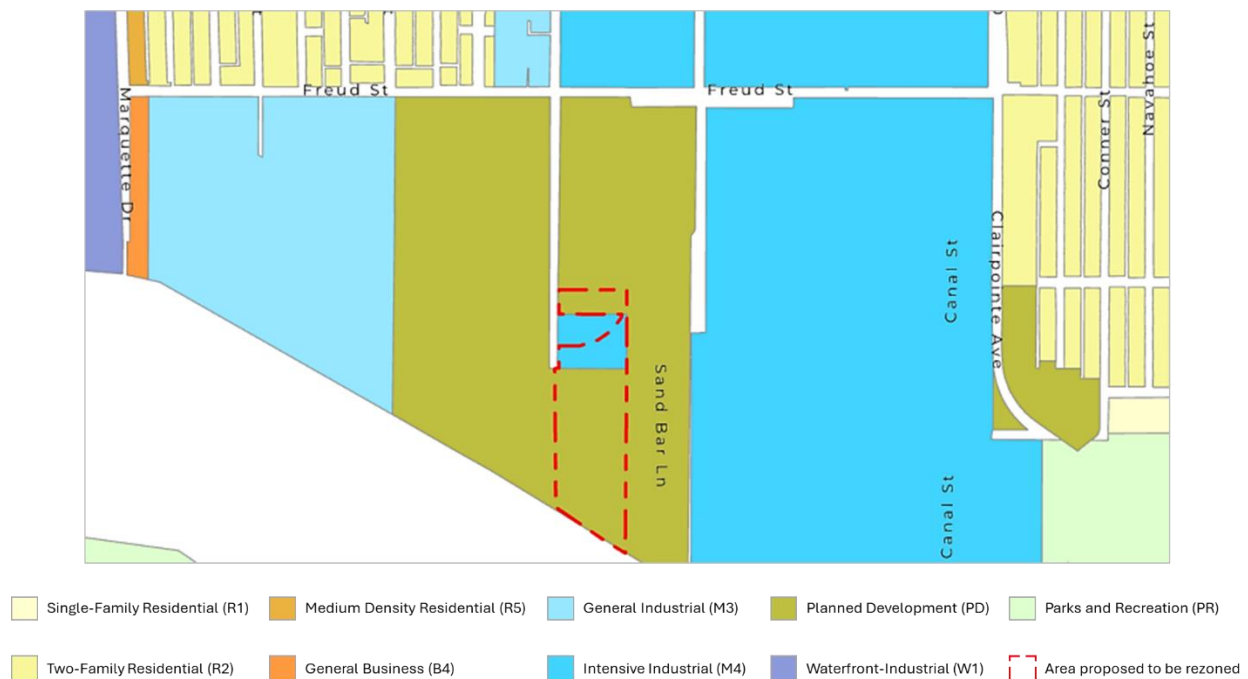 Freud St
Freud St
Marquette Dr
Navahoe St
Conner St
Clairpointe Ave
Canal St
Sand Bar Ln
Canal St
Single-Family Residential (R1)
Medium Density Residential (R5)
General Industrial (M3)
Planned Development (PD)
Parks and Recreation (PR)
Two-Family Residential (R2)
General Business (B4)
Intensive Industrial (M4)
Waterfront-Industrial (W1)
Area proposed to be rezoned